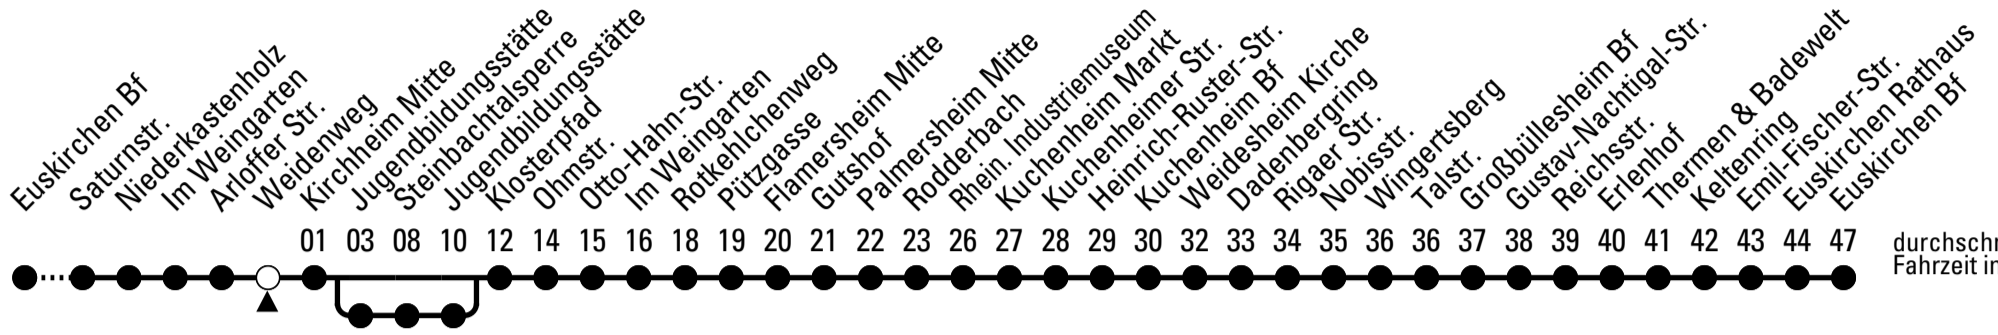 Euskirchen Bf
Saturnstr.
Niederkastenholz
Im Weingarten
Arloffer Str.
Weidenweg
Kirchheim Mitte
Jugendbildungsstätte
Steinbachtalsperre
Jugendbildungsstätte
Klosterpfad
Ohmstr.
Otto-Hahn-Str.
Im Weingarten
Rotkehlchenweg
Pützgasse
Flamersheim Mitte
Gutshof
Palmersheim Mitte
Rodderbach
Rhein. Industriemuseum
Kuchenheim Markt
Kuchenheimer Str.
Heinrich-Ruster-Str.
Kuchenheim Bf
Weidesheim Kirche
Dadenbergring
Rigaer Str.
Nobisstr.
Wingertsberg
Talstr.
Großbüllesheim Bf
Gustav-Nachtigal-Str.
Reichsstr.
Erlenhof
Thermen & Badewelt
Keltenring
Emil-Fischer-Str.
Euskirchen Rathaus
Euskirchen Bf
01 03 08 10 12 14 15 16 18 19 20 21 22 23 26 27 28 29 30 32 33 34 35 36 36 37 38 39 40 41 42 43 44 47
durchschn
Fahrzeit in